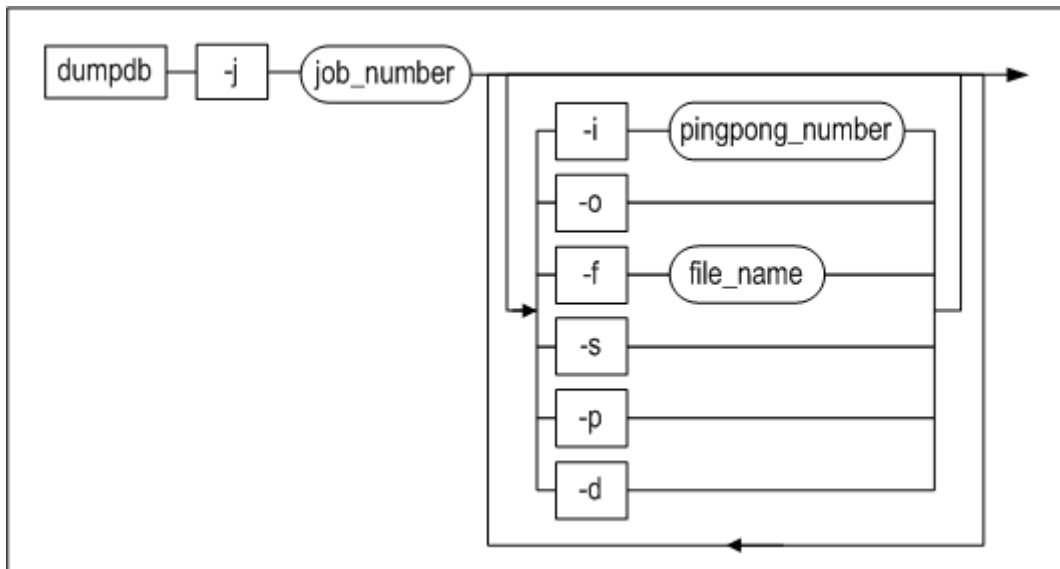 dumpdb -j job_number
-i pingpong_number
-o
-f file_name
-s
-p
-d